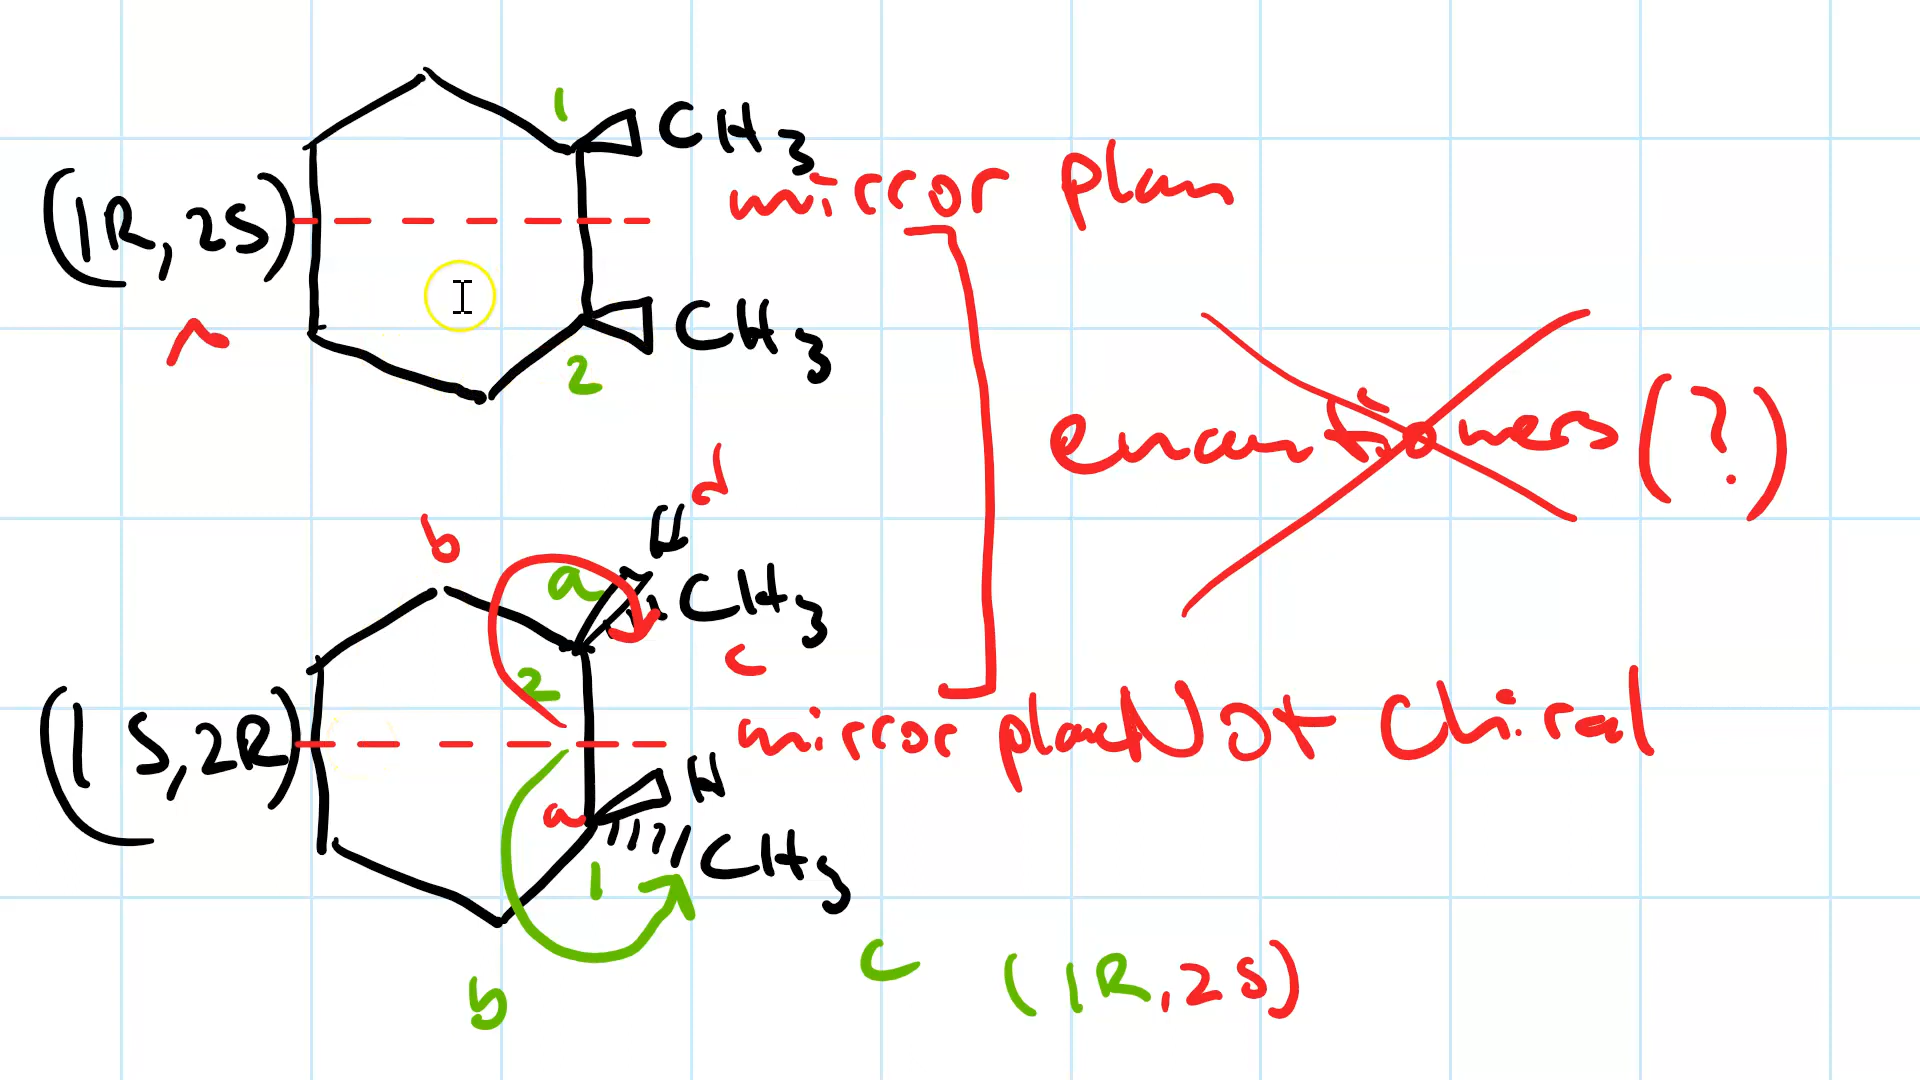 1
CH3
mirror plan
(1R,2S)
CH3
2
enantiomers (?)
d
b
H
a
CH3
c
2
mirror plane Not Chiral
(1S,2R)
H
a
CH3
1
c
(1R,2S)
b